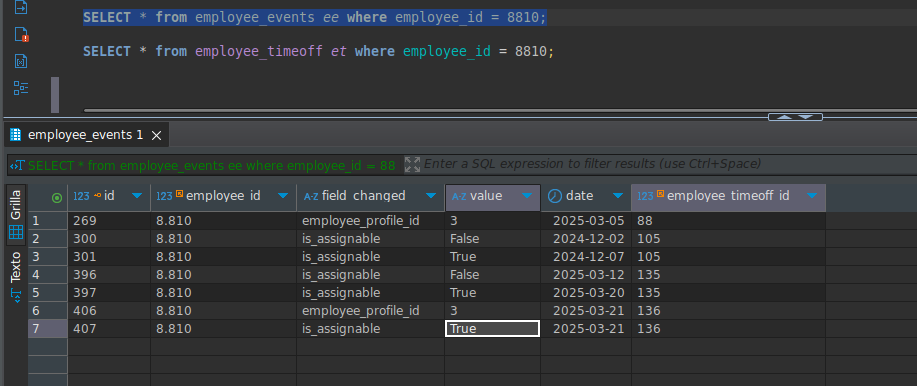 SELECT * from employee_events ee where employee_id = 8810;
SELECT * from employee_timeoff et where employee_id = 8810;
employee_events 1
SELECT * from employee_events ee where employee_id = 88 Enter a SQL expression to filter results (use Ctrl+Space)
Grilla
Texto
123 id 123 employee_id A-Z field_changed A-Z value date 123 employee_timeoff_id
1 269 8.810 employee_profile_id 3 2025-03-05 88
2 300 8.810 is_assignable False 2024-12-02 105
3 301 8.810 is_assignable True 2024-12-07 105
4 396 8.810 is_assignable False 2025-03-12 135
5 397 8.810 is_assignable True 2025-03-20 135
6 406 8.810 employee_profile_id 3 2025-03-21 136
7 407 8.810 is_assignable True 2025-03-21 136